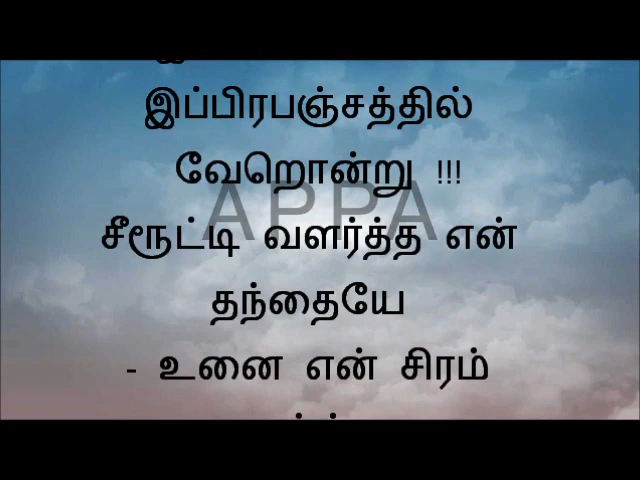 இப்பிரபஞ்சத்தில்
வேறொன்று !!!
APPA
சீரூட்டி வளர்த்த என்
தந்தையே
- உனை என் சிரம்